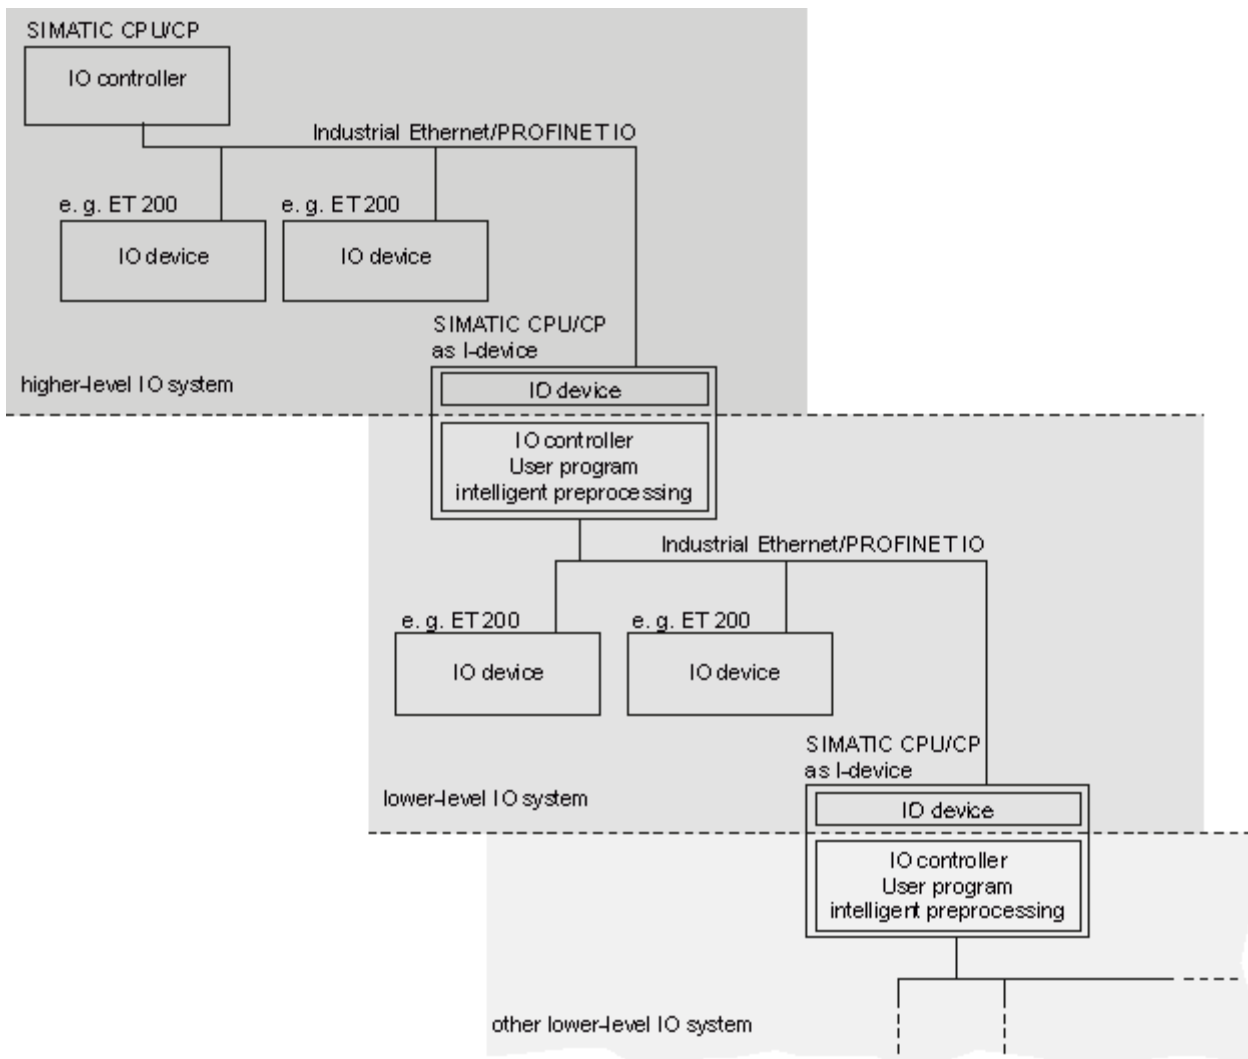 SIMATIC CPU/CP
IO controller
Industrial Ethernet/PROFINET IO
e. g. ET 200
e. g. ET 200
IO device
IO device
SIMATIC CPU/CP
as I-device
higher-level IO system
IO device
IO controller
User program
intelligent preprocessing
Industrial Ethernet/PROFINET IO
e. g. ET 200
e. g. ET 200
IO device
IO device
SIMATIC CPU/CP
as I-device
lower-level IO system
IO device
IO controller
User program
intelligent preprocessing
other lower-level IO system